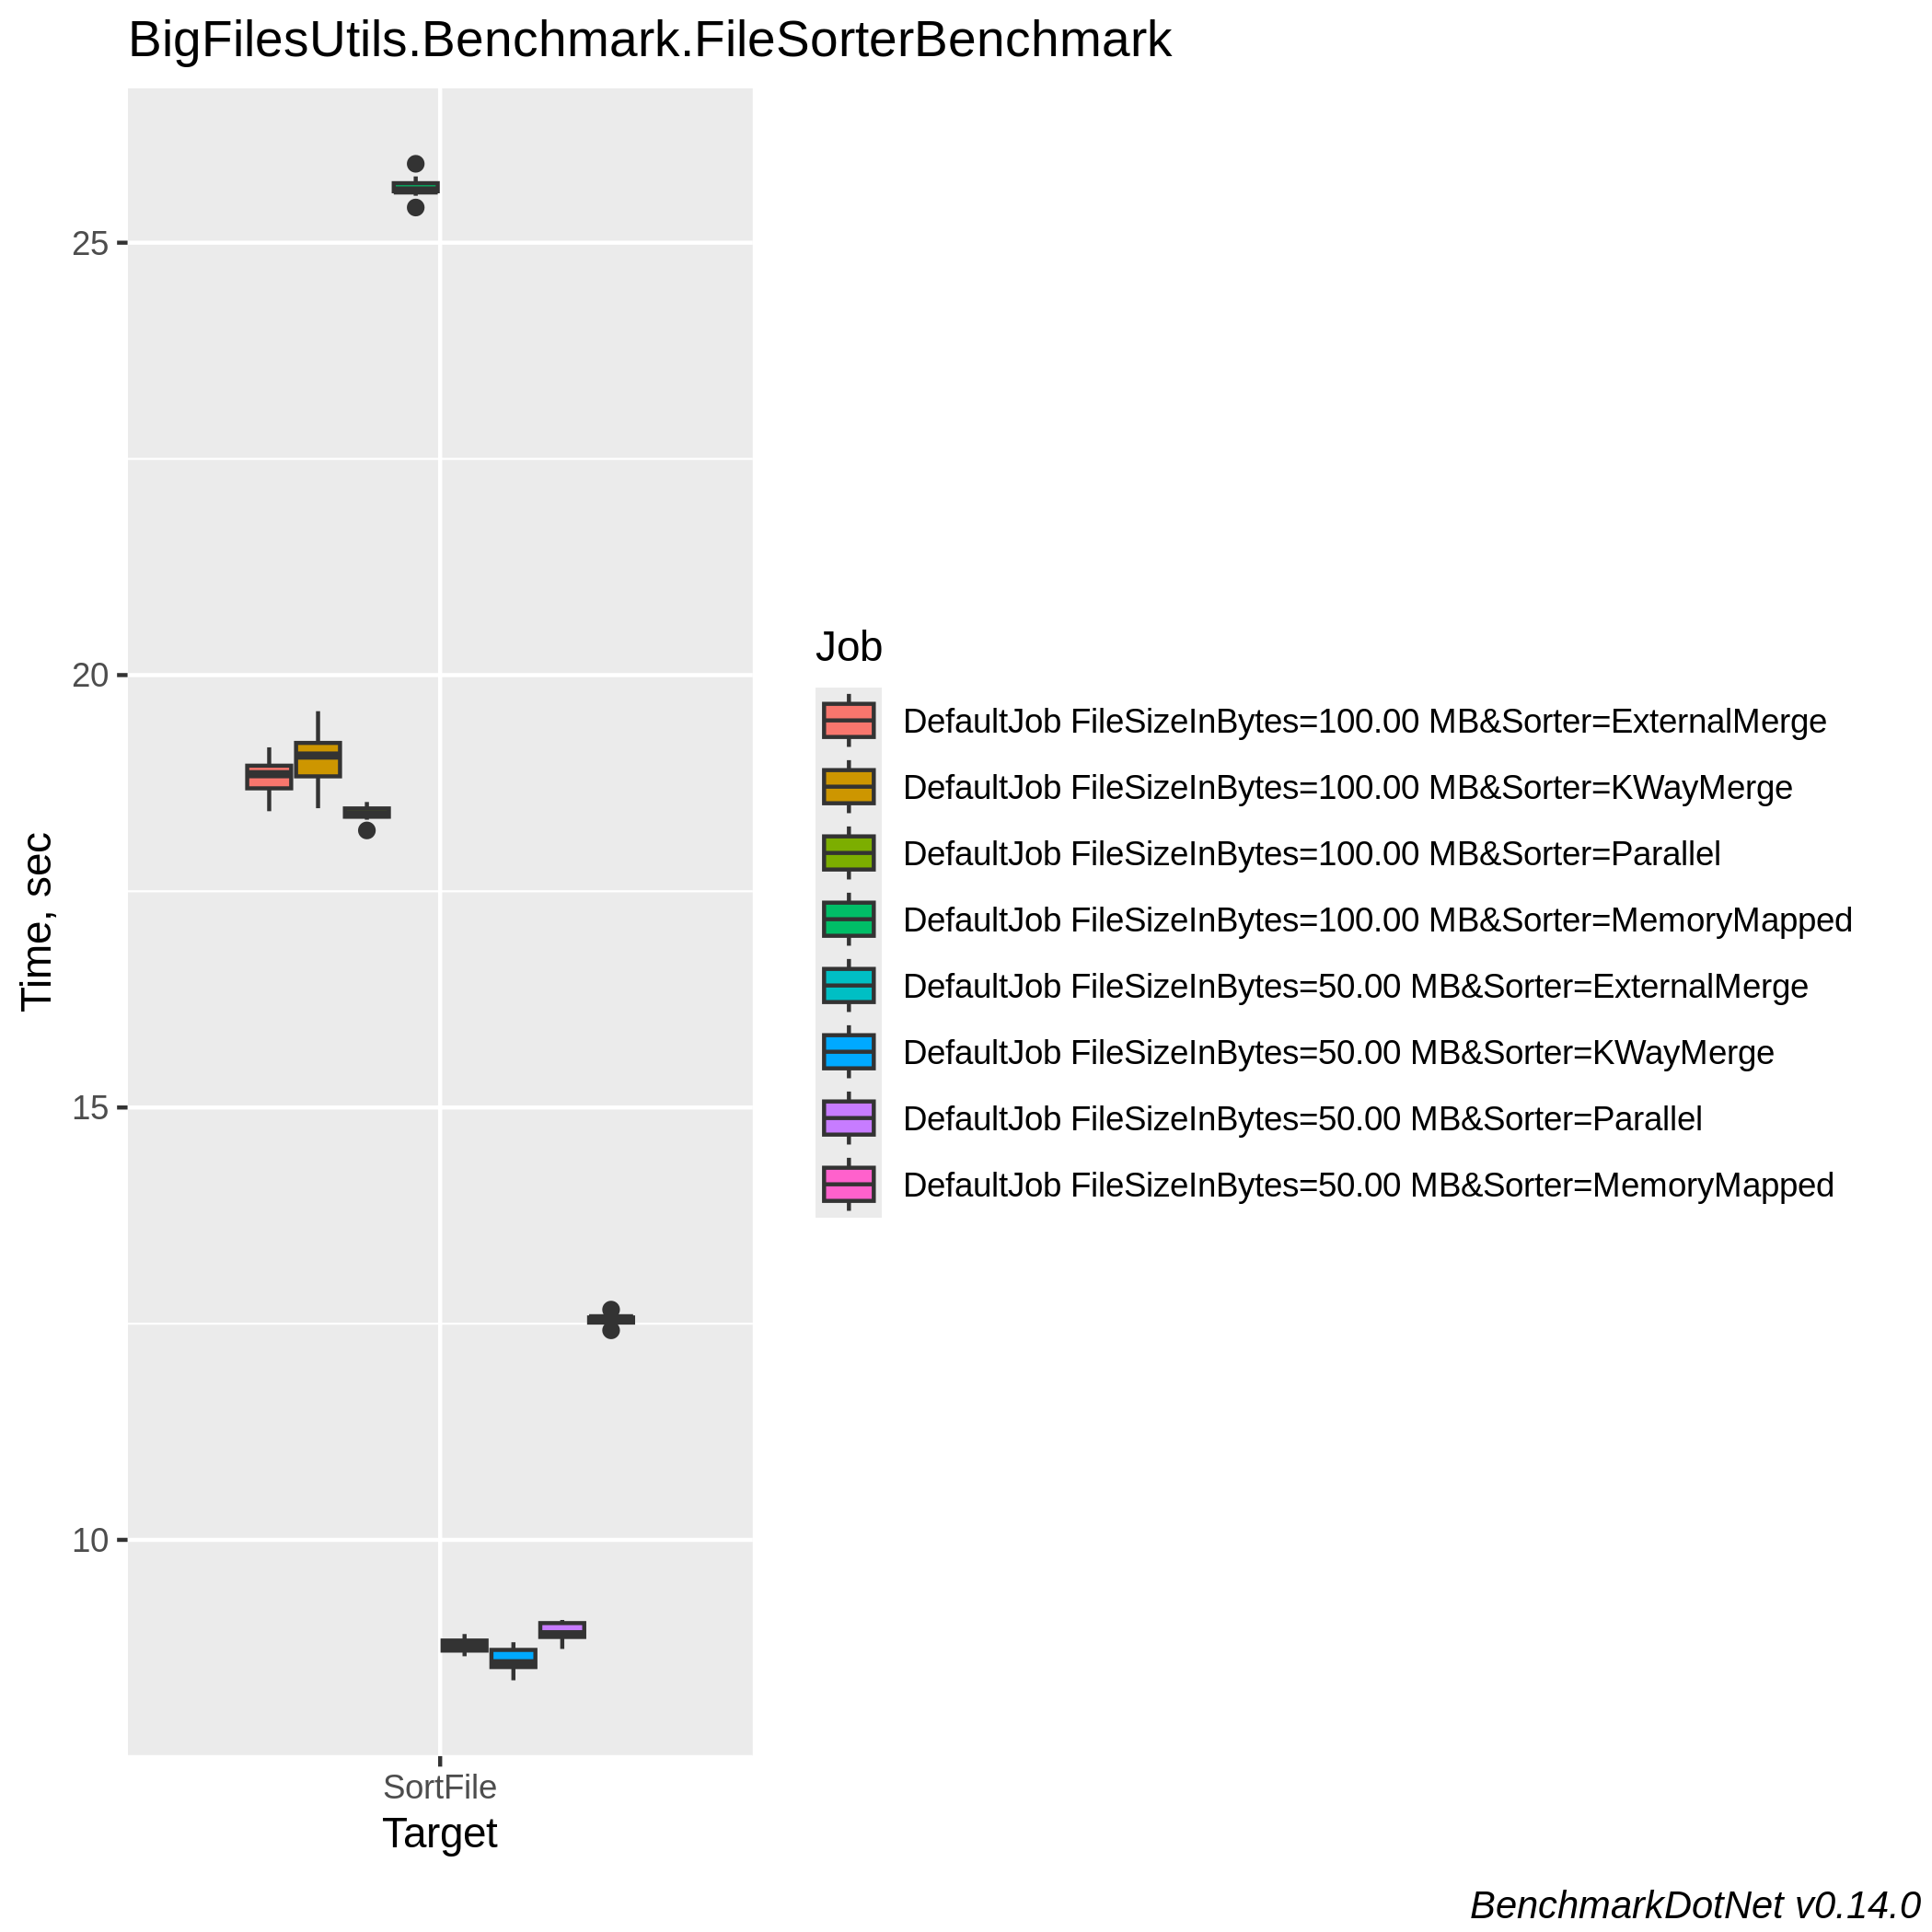 BigFilesUtils.Benchmark.FileSorterBenchmark
25
20
15
10
Time, sec
SortFile
Target
Job
DefaultJob FileSizeInBytes=100.00 MB&Sorter=ExternalMerge
DefaultJob FileSizeInBytes=100.00 MB&Sorter=KWayMerge
DefaultJob FileSizeInBytes=100.00 MB&Sorter=Parallel
DefaultJob FileSizeInBytes=100.00 MB&Sorter=MemoryMapped
DefaultJob FileSizeInBytes=50.00 MB&Sorter=ExternalMerge
DefaultJob FileSizeInBytes=50.00 MB&Sorter=KWayMerge
DefaultJob FileSizeInBytes=50.00 MB&Sorter=Parallel
DefaultJob FileSizeInBytes=50.00 MB&Sorter=MemoryMapped
BenchmarkDotNet v0.14.0